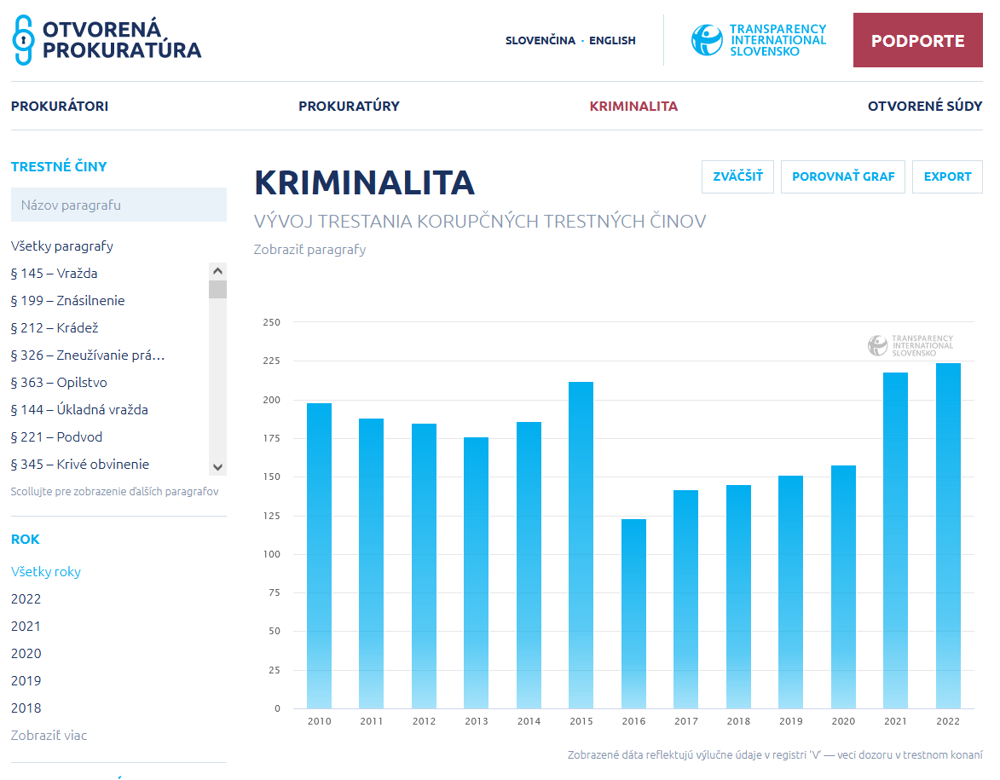 OTVORENÁ
PROKURATÚRA
SLOVENČINA · ENGLISH
TRANSPARENCY
INTERNATIONAL
SLOVENSKO
PODPORTE
PROKURÁTORI
PROKURATÚRY
KRIMINALITA
OTVORENÉ SÚDY
TRESTNÉ ČINY
Názov paragrafu
Všetky paragrafy
§ 145 – Vražda
§ 199 – Znásilnenie
§ 212 – Krádež
§ 326 – Zneužívanie prá…
§ 363 – Opilstvo
§ 144 – Úkladná vražda
§ 221 – Podvod
§ 345 – Krivé obvinenie
Scollujte pre zobrazenie ďalších paragrafov
ROK
Všetky roky
2022
2021
2020
2019
2018
Zobraziť viac
KRIMINALITA
ZVÄČŠIŤ
POROVNAŤ GRAF
EXPORT
VÝVOJ TRESTANIA KORUPČNÝCH TRESTNÝCH ČINOV
Zobraziť paragrafy
TRANSPARENCY
INTERNATIONAL
SLOVENSKO
250
225
200
175
150
125
100
75
50
25
0
2010 2011 2012 2013 2014 2015 2016 2017 2018 2019 2020 2021 2022
Zobrazené dáta reflektujú výlučne údaje v registri 'V' — veci dozoru v trestnom konaní